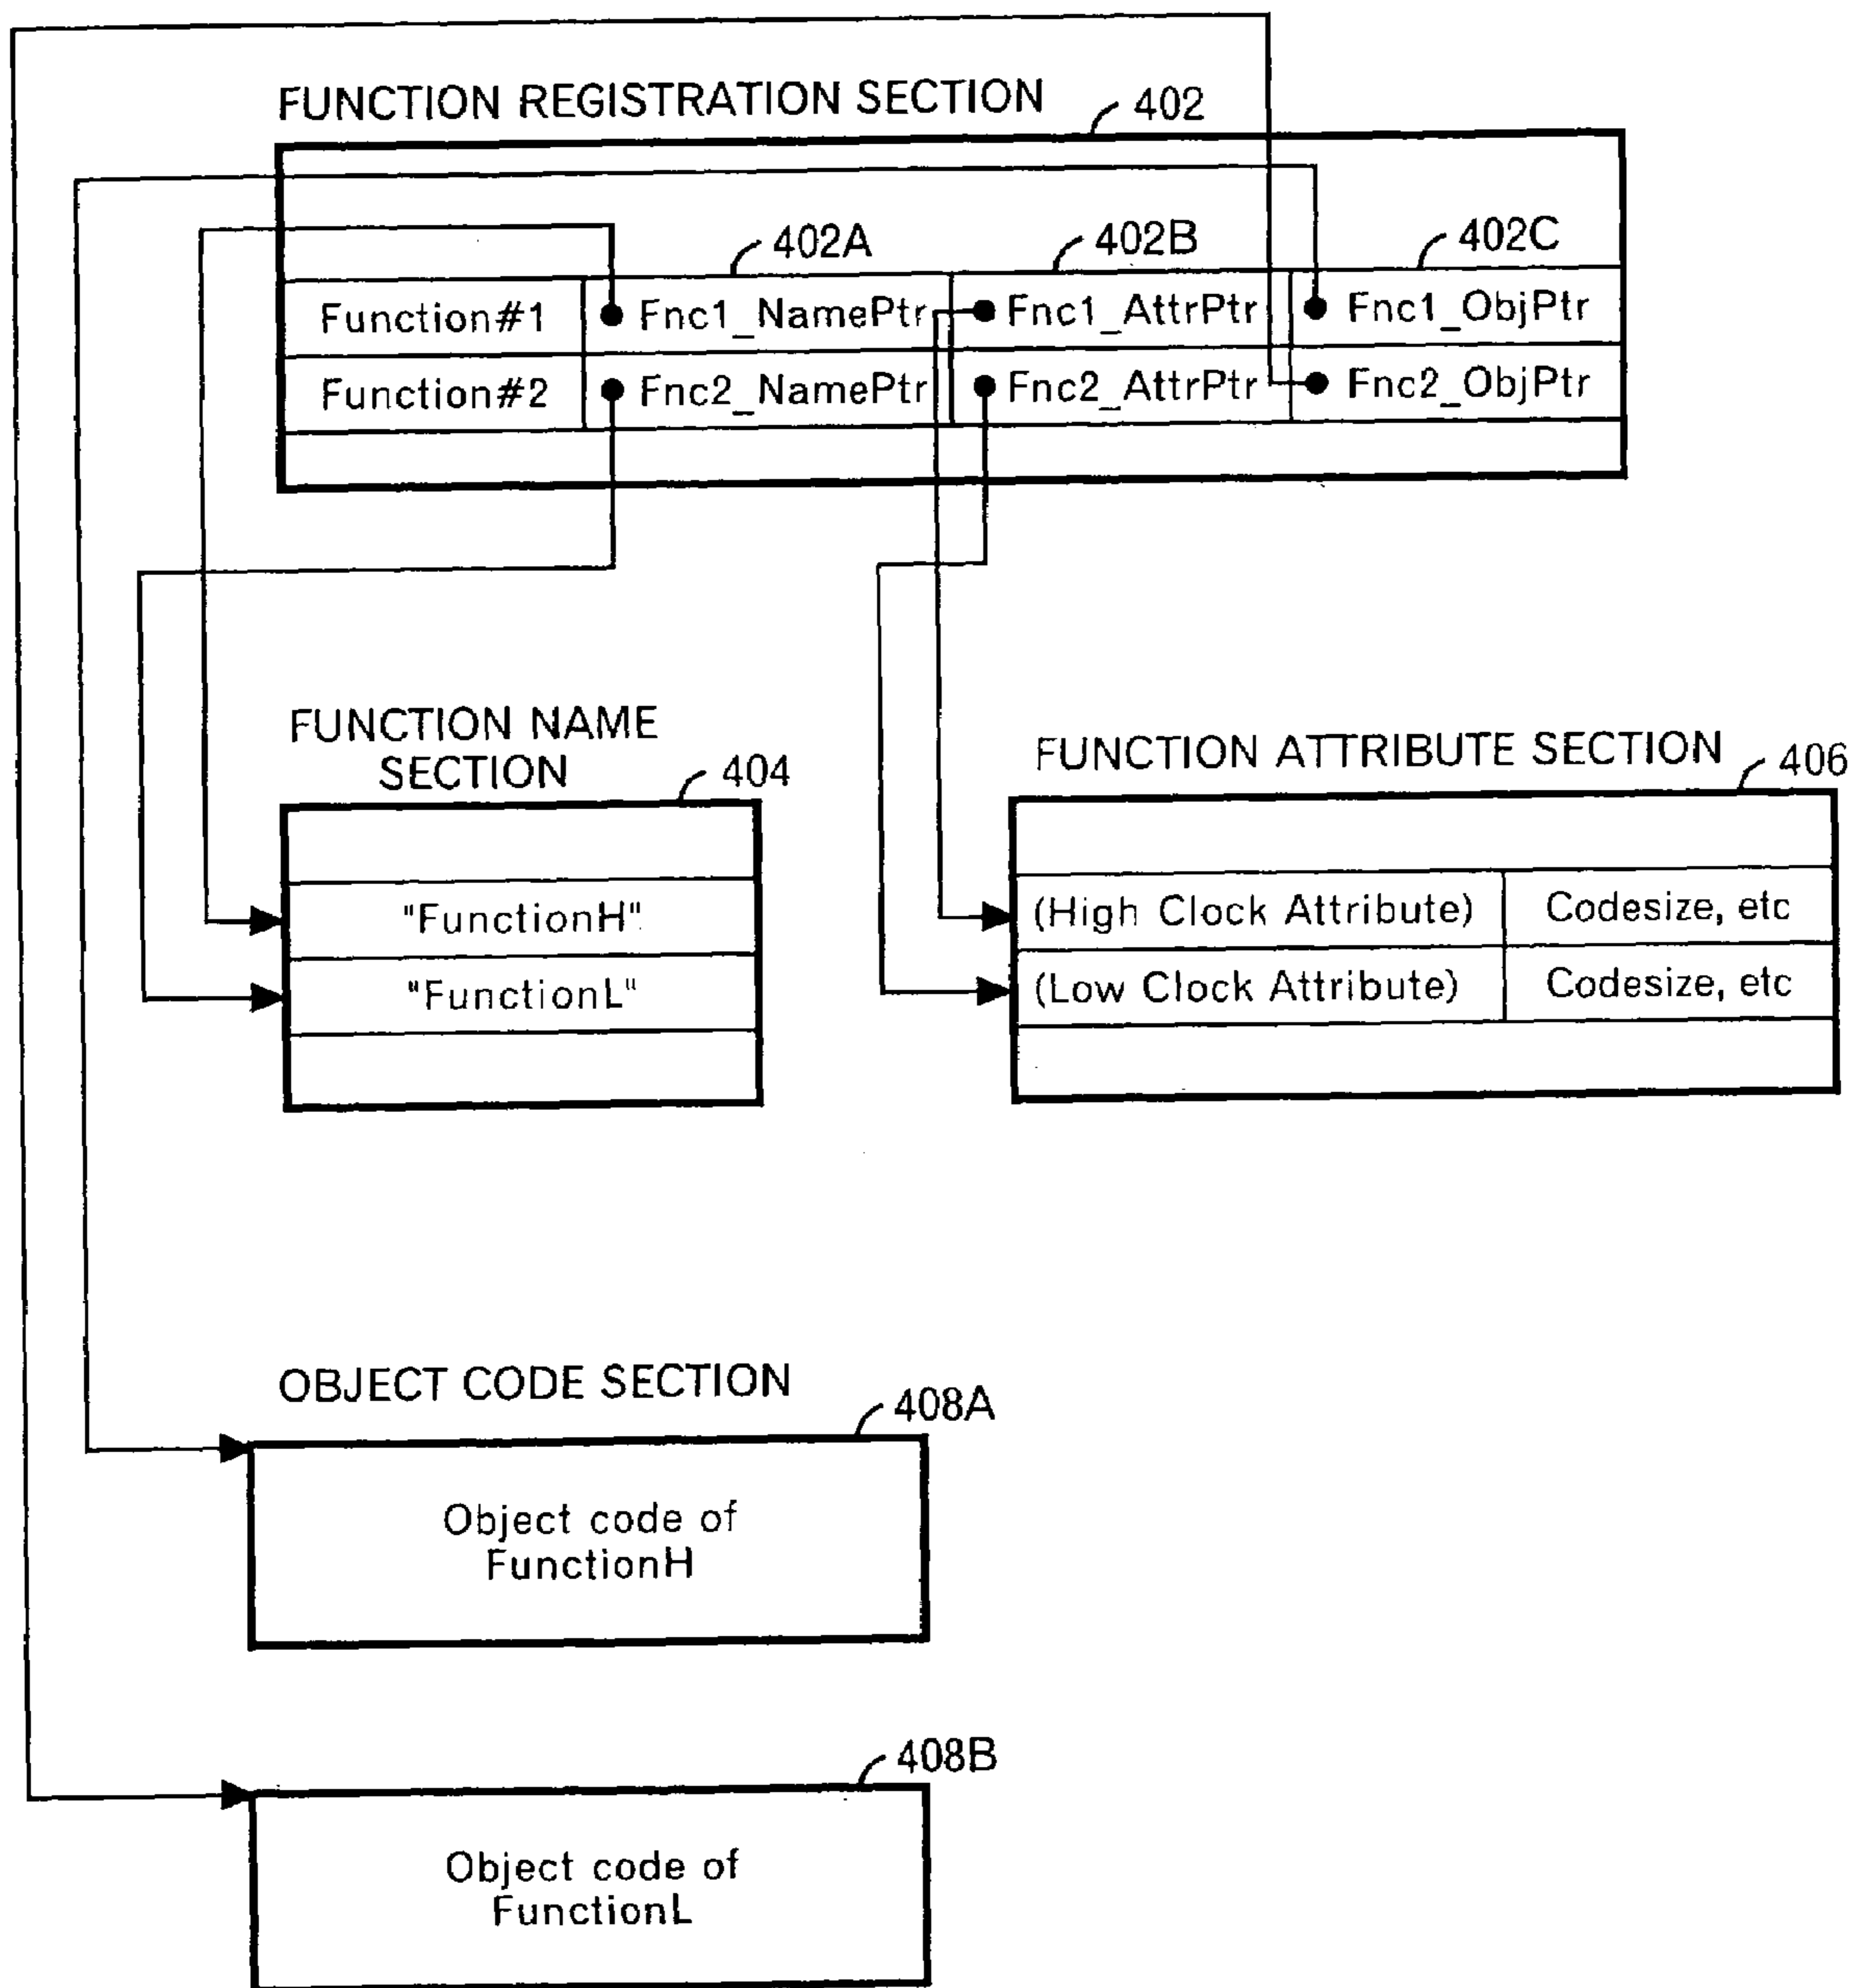 FUNCTION REGISTRATION SECTION 402
402A 402B 402C
Function#1 Fnc1_NamePtr Fnc1_AttrPtr Fnc1_ObjPtr
Function#2 Fnc2_NamePtr Fnc2_AttrPtr Fnc2_ObjPtr
FUNCTION NAME
SECTION 404
"FunctionH"
"FunctionL"
FUNCTION ATTRIBUTE SECTION 406
(High Clock Attribute) Codesize, etc
(Low Clock Attribute) Codesize, etc
OBJECT CODE SECTION
408A
Object code of
FunctionH
408B
Object code of
FunctionL